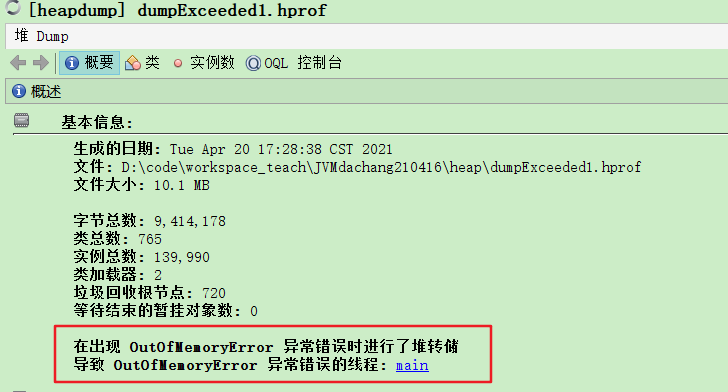 [heapdump] dumpExceeded1.hprof
堆 Dump
概要 类 实例数 OQL 控制台
概述
基本信息:
生成的日期: Tue Apr 20 17:28:38 CST 2021
文件: D:\code\workspace_teach\JVMdachang210416\heap\dumpExceeded1.hprof
文件大小: 10.1 MB
字节总数: 9,414,178
类总数: 765
实例总数: 139,990
类加载器: 2
垃圾回收根节点: 720
等待结束的暂挂对象数: 0
在出现 OutOfMemoryError 异常错误时进行了堆转储
导致 OutOfMemoryError 异常错误的线程: main